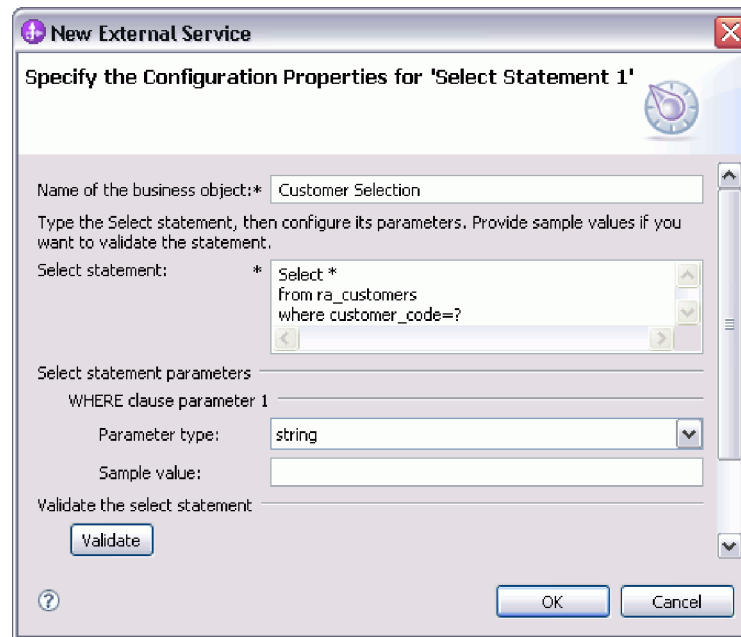 New External Service
Specify the Configuration Properties for 'Select Statement 1'
Name of the business object:* Customer Selection
Type the Select statement, then configure its parameters. Provide sample values if you
want to validate the statement.
Select statement: * Select *
from ra_customers
where customer_code=?
Select statement parameters
WHERE clause parameter 1
Parameter type: string
Sample value:
Validate the select statement
Validate
? OK Cancel